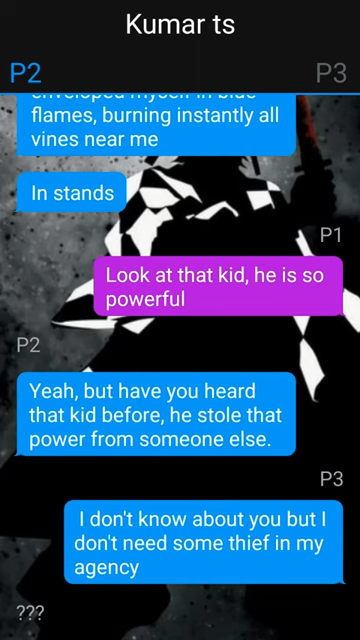 Kumar ts
P2
P3
enveloped myself in blue
flames, burning instantly all
vines near me
In stands
P1
Look at that kid, he is so
powerful
P2
Yeah, but have you heard
that kid before, he stole that
power from someone else.
P3
I don't know about you but I
don't need some thief in my
agency
???